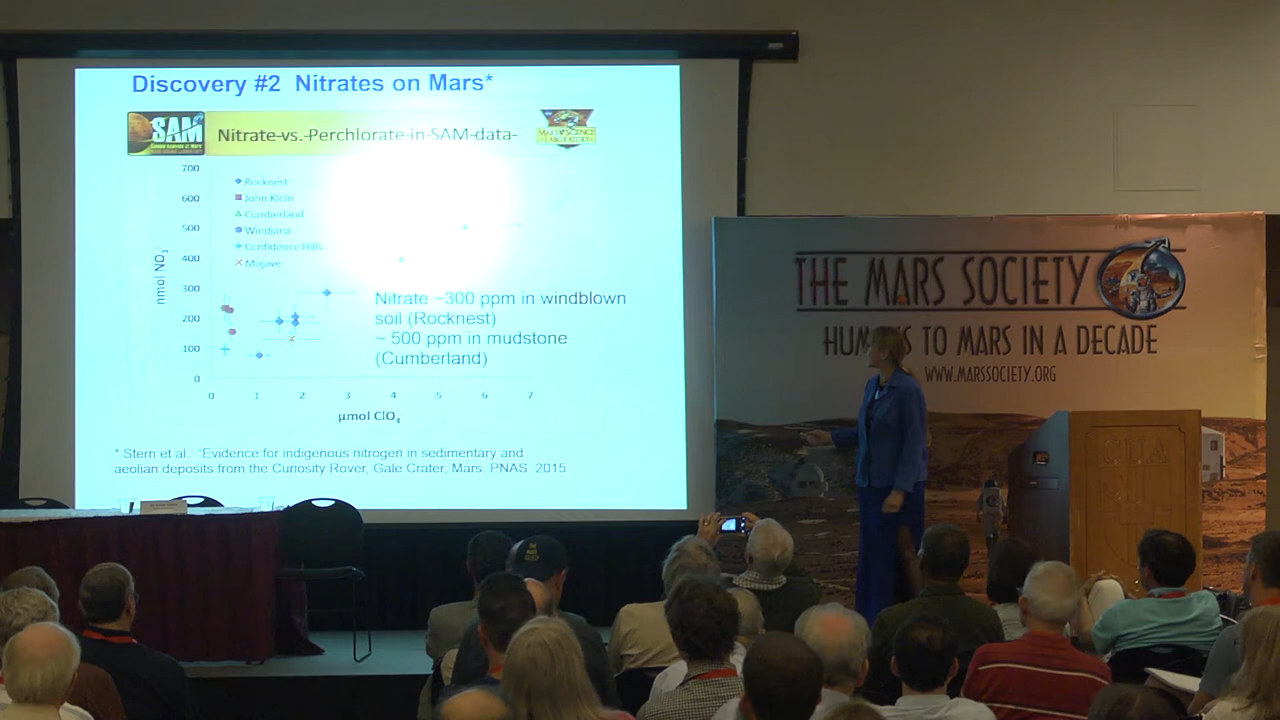 Discovery #2 Nitrates on Mars*
SAM
Nitrate vs. Perchlorate in SAM data
MARS SCIENCE
LABORATORY
700
600
500
400
300
200
100
0
nmol NO3
Rocknest
John Klein
Cumberland
Windjana
Confidence Hills
Mojave
Nitrate ~300 ppm in windblown
soil (Rocknest)
~ 500 ppm in mudstone
(Cumberland)
0 1 2 3 4 5 6 7
µmol ClO4
* Stern et al. "Evidence for indigenous nitrogen in sedimentary and
aeolian deposits from the Curiosity Rover, Gale Crater, Mars. PNAS 2015
THE MARS SOCIETY
HUMANS TO MARS IN A DECADE
WWW.MARSSOCIETY.ORG
CUA